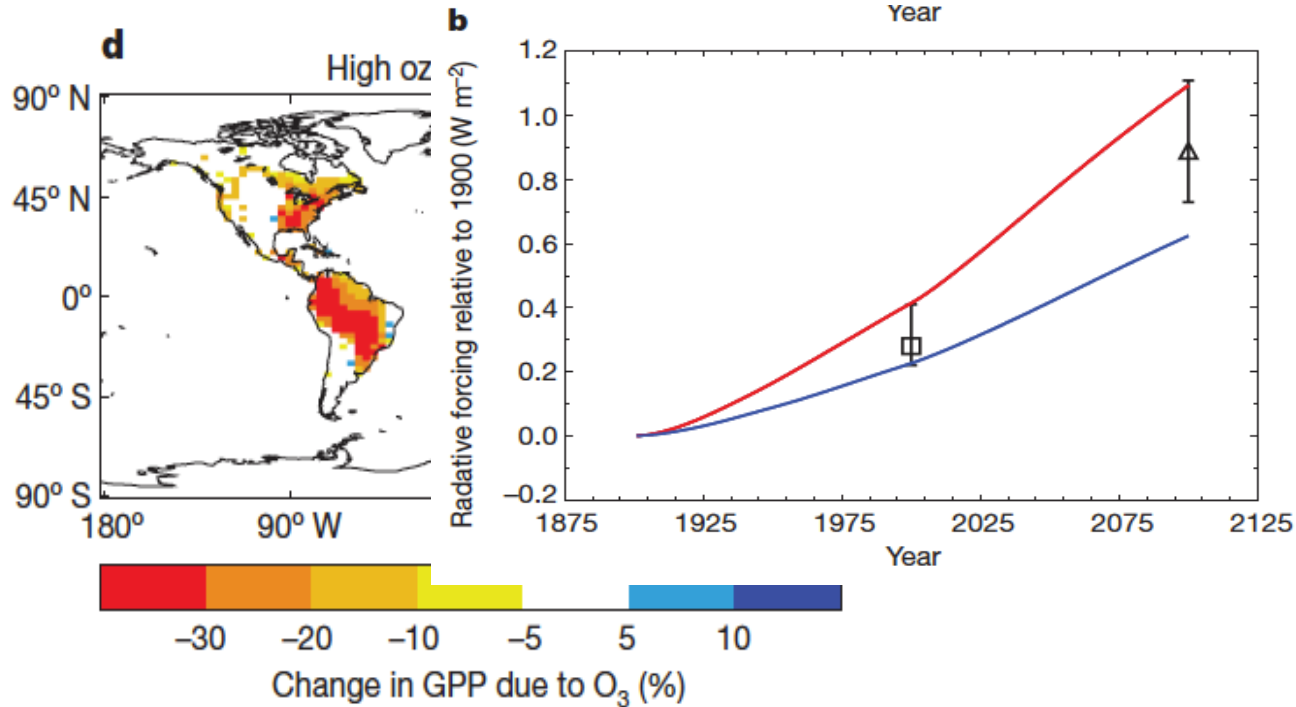 d
High oz
90° N
45° N
0°
45° S
90° S
180°
90° W
–30
–20
–10
–5
5
10
Change in GPP due to O3 (%)
Year
b
Radative forcing relative to 1900 (W m–2)
1.2
1.0
0.8
0.6
0.4
0.2
0.0
–0.2
1875
1925
1975
2025
2075
2125
Year